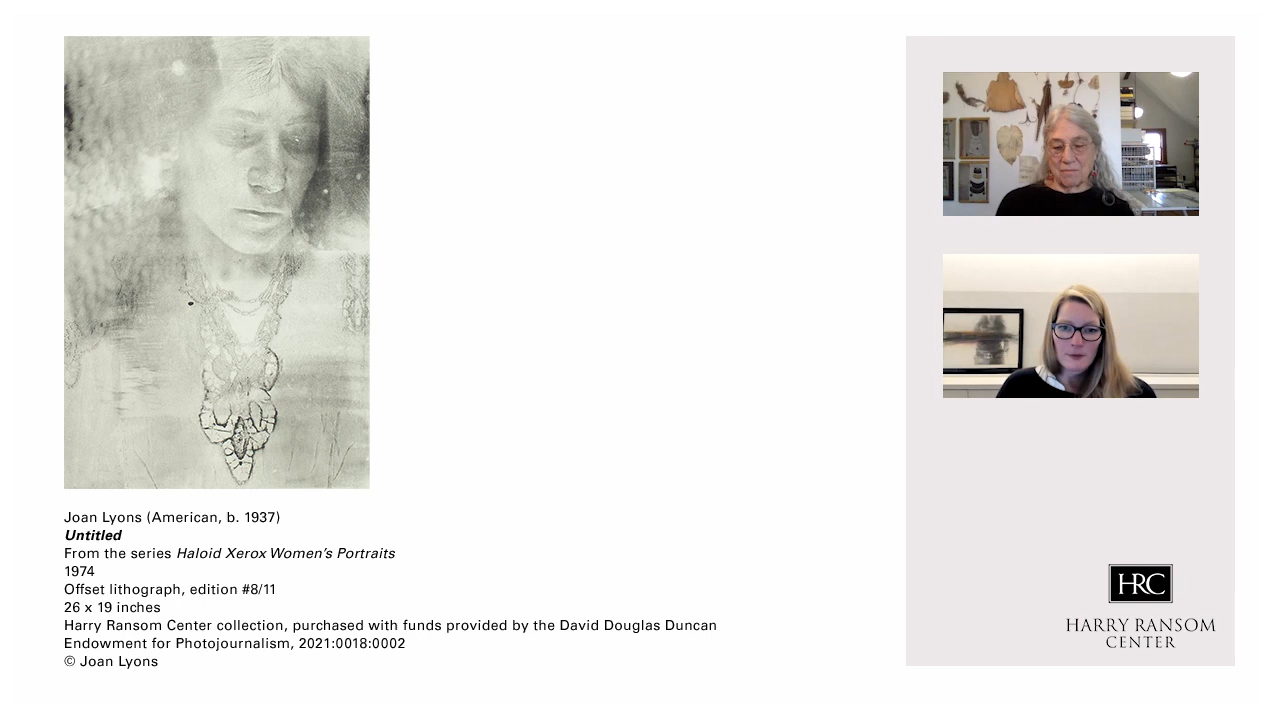 Joan Lyons (American, b. 1937)
Untitled
From the series Haloid Xerox Women's Portraits
1974
Offset lithograph, edition #8/11
26 x 19 inches
Harry Ransom Center collection, purchased with funds provided by the David Douglas Duncan
Endowment for Photojournalism, 2021:0018:0002
© Joan Lyons
HRC
HARRY RANSOM
CENTER